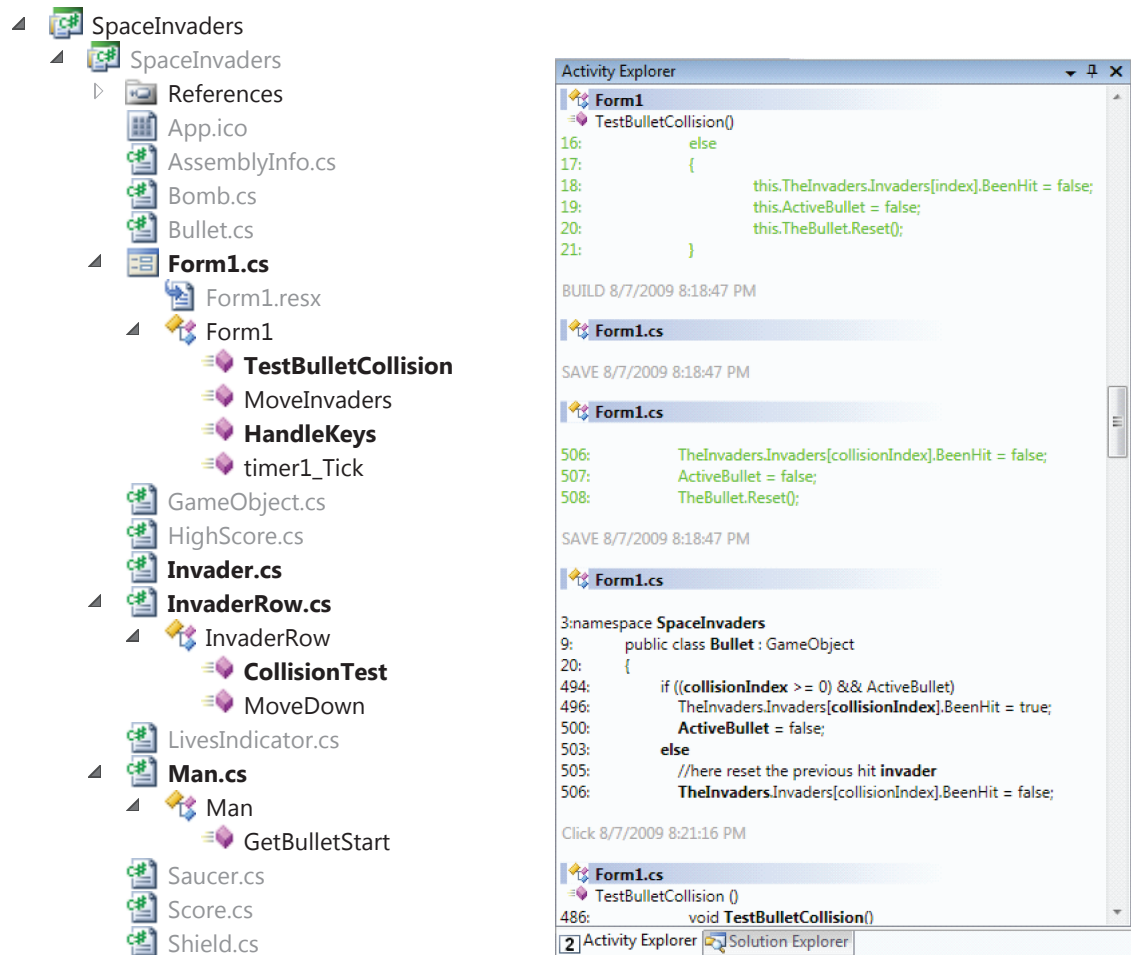 SpaceInvaders
SpaceInvaders
References
App.ico
AssemblyInfo.cs
Bomb.cs
Bullet.cs
Form1.cs
Form1.resx
Form1
TestBulletCollision
MoveInvaders
HandleKeys
timer1_Tick
GameObject.cs
HighScore.cs
Invader.cs
InvaderRow.cs
InvaderRow
CollisionTest
MoveDown
LivesIndicator.cs
Man.cs
Man
GetBulletStart
Saucer.cs
Score.cs
Shield.cs
Activity Explorer
Form1
TestBulletCollision()
16: else
17: {
18: this.TheInvaders.Invaders[index].BeenHit = false;
19: this.ActiveBullet = false;
20: this.TheBullet.Reset();
21: }
BUILD 8/7/2009 8:18:47 PM
Form1.cs
SAVE 8/7/2009 8:18:47 PM
Form1.cs
506: TheInvaders.Invaders[collisionIndex].BeenHit = false;
507: ActiveBullet = false;
508: TheBullet.Reset();
SAVE 8/7/2009 8:18:47 PM
Form1.cs
3:namespace SpaceInvaders
9: public class Bullet : GameObject
20: {
494: if ((collisionIndex >= 0) && ActiveBullet)
496: TheInvaders.Invaders[collisionIndex].BeenHit = true;
500: ActiveBullet = false;
503: else
505: //here reset the previous hit invader
506: TheInvaders.Invaders[collisionIndex].BeenHit = false;
Click 8/7/2009 8:21:16 PM
Form1.cs
TestBulletCollision ()
486: void TestBulletCollision()
2 Activity Explorer Solution Explorer